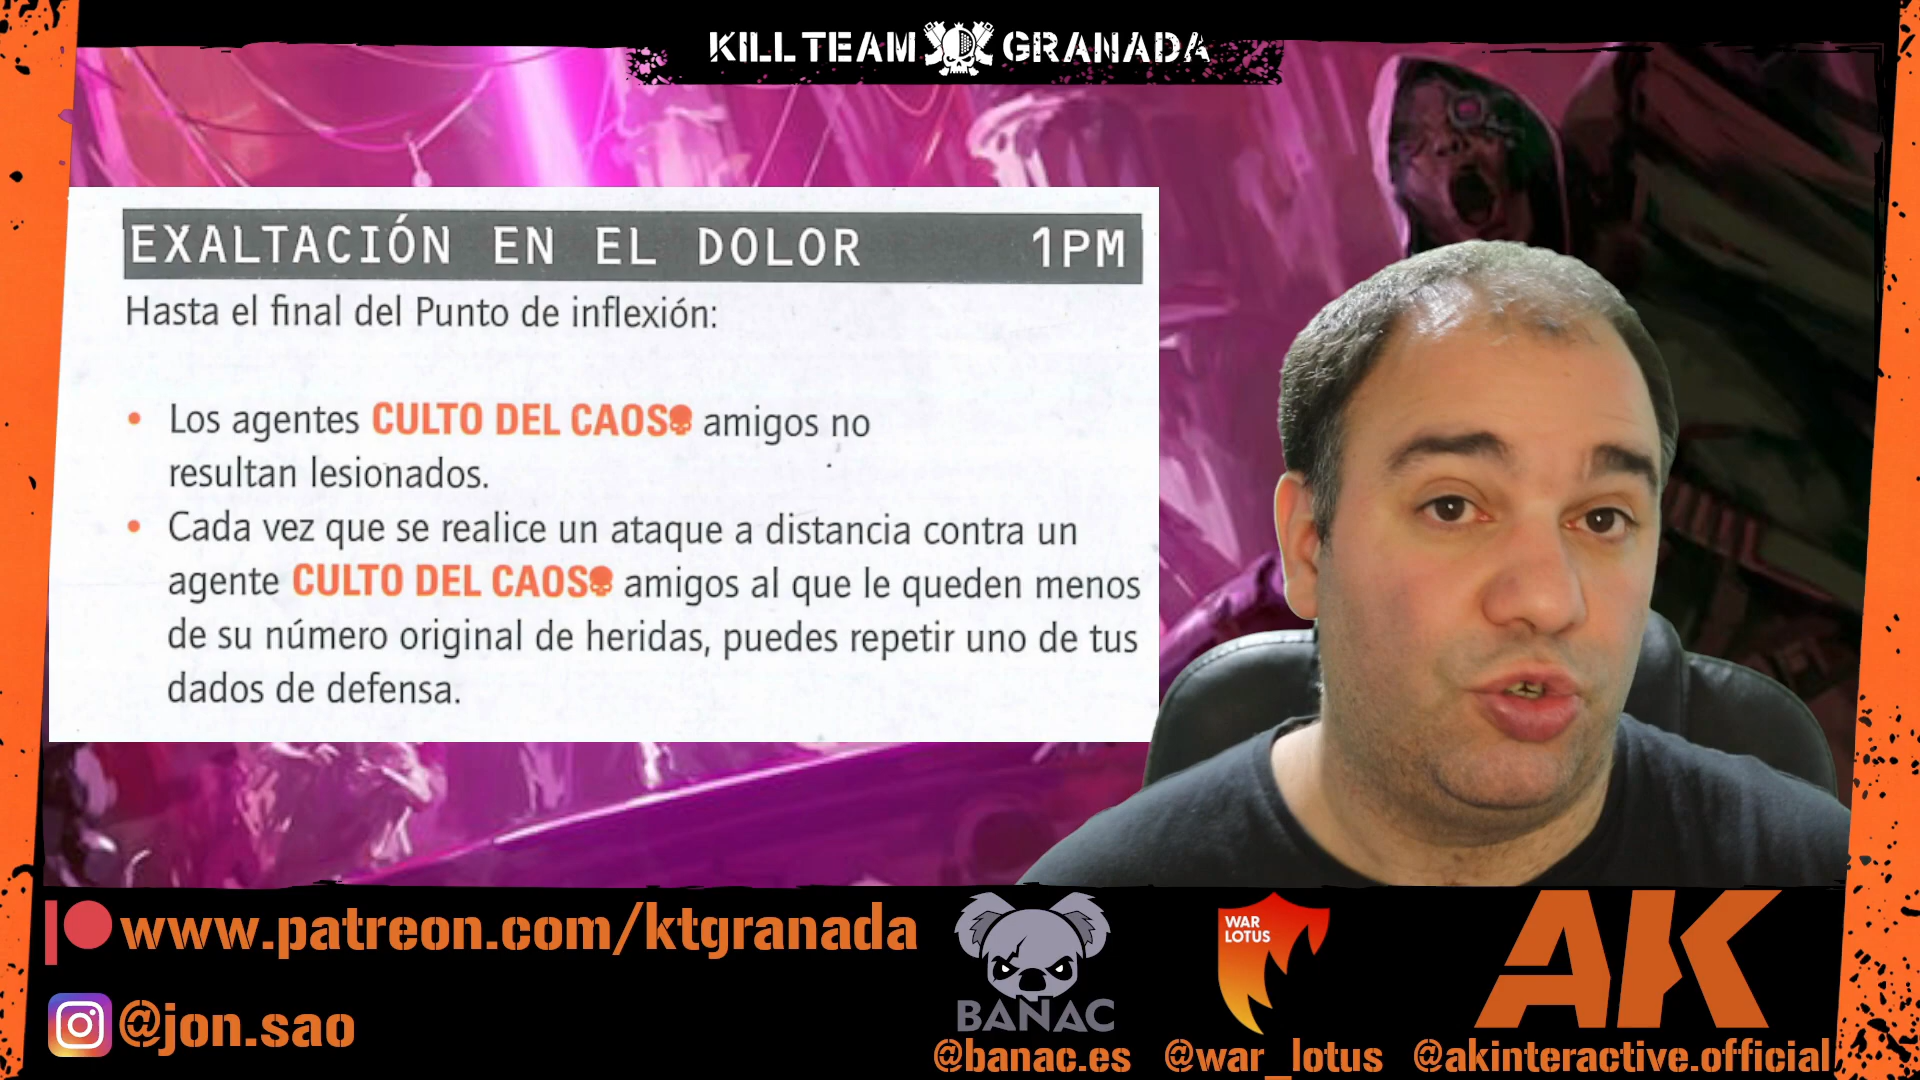 KILL TEAM GRANADA
EXALTACIÓN EN EL DOLOR 1PM
Hasta el final del Punto de inflexión:
• Los agentes CULTO DEL CAOS amigos no
resultan lesionados.
• Cada vez que se realice un ataque a distancia contra un
agente CULTO DEL CAOS amigos al que le queden menos
de su número original de heridas, puedes repetir uno de tus
dados de defensa.
www.patreon.com/ktgranada
@jon.sao
BANAC
@banac.es
WAR
LOTUS
@war_lotus
AK
@akinteractive.official